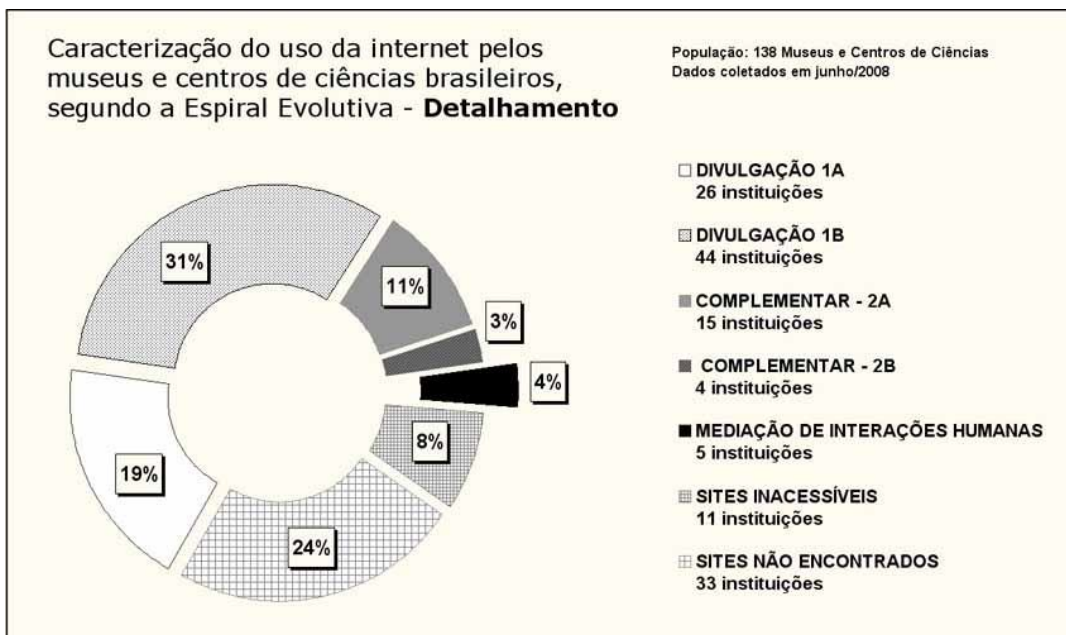 Caracterização do uso da internet pelos
museus e centros de ciências brasileiros,
segundo a Espiral Evolutiva - Detalhamento
População: 138 Museus e Centros de Ciências
Dados coletados em junho/2008
31%
11%
3%
4%
8%
24%
19%
DIVULGAÇÃO 1A
26 instituições
DIVULGAÇÃO 1B
44 instituições
COMPLEMENTAR - 2A
15 instituições
COMPLEMENTAR - 2B
4 instituições
MEDIAÇÃO DE INTERAÇÕES HUMANAS
5 instituições
SITES INACESSÍVEIS
11 instituições
SITES NÃO ENCONTRADOS
33 instituições